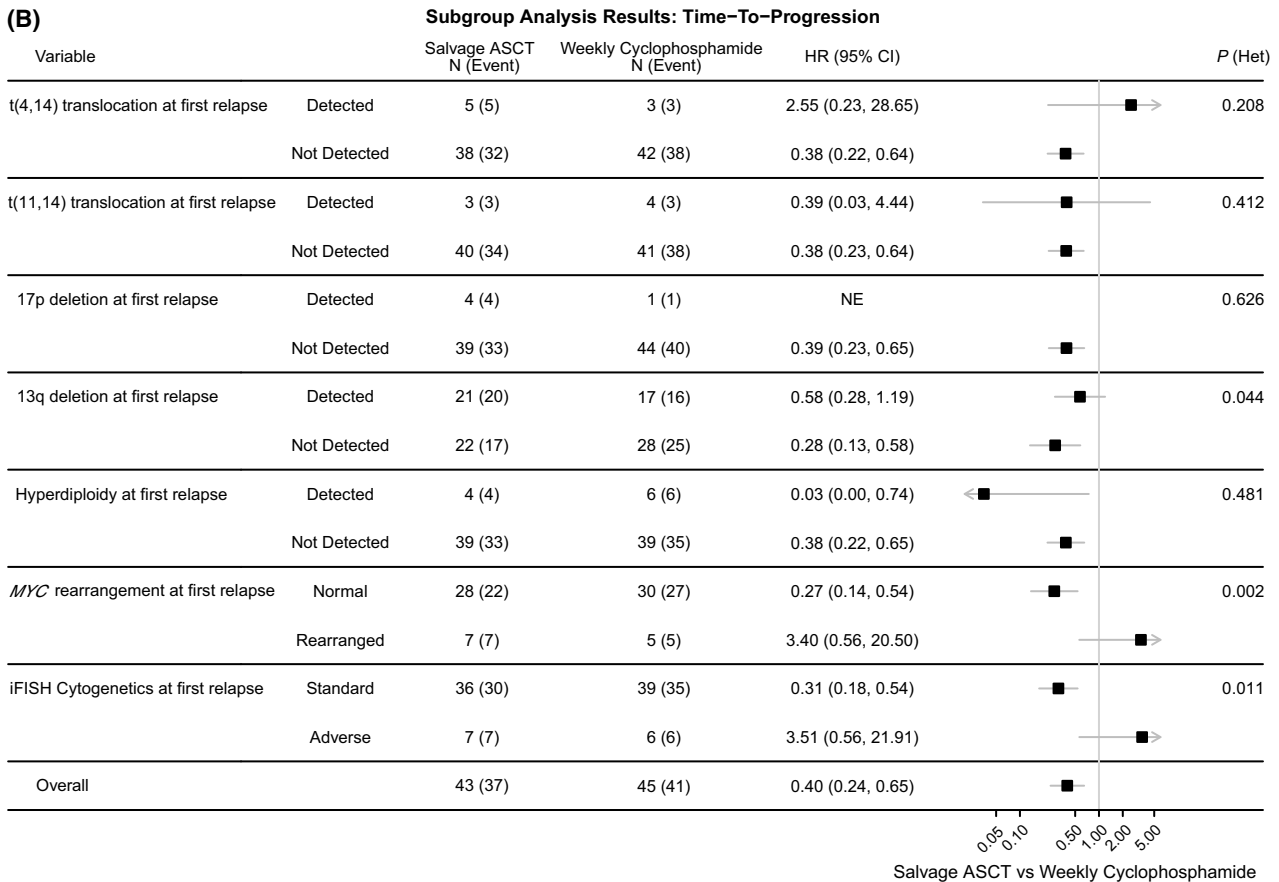 (B)
Subgroup Analysis Results: Time−To−Progression
Variable Salvage ASCT N (Event) Weekly Cyclophosphamide N (Event) HR (95% CI) P (Het)
t(4,14) translocation at first relapse Detected 5 (5) 3 (3) 2.55 (0.23, 28.65) 0.208
Not Detected 38 (32) 42 (38) 0.38 (0.22, 0.64)
t(11,14) translocation at first relapse Detected 3 (3) 4 (3) 0.39 (0.03, 4.44) 0.412
Not Detected 40 (34) 41 (38) 0.38 (0.23, 0.64)
17p deletion at first relapse Detected 4 (4) 1 (1) NE 0.626
Not Detected 39 (33) 44 (40) 0.39 (0.23, 0.65)
13q deletion at first relapse Detected 21 (20) 17 (16) 0.58 (0.28, 1.19) 0.044
Not Detected 22 (17) 28 (25) 0.28 (0.13, 0.58)
Hyperdiploidy at first relapse Detected 4 (4) 6 (6) 0.03 (0.00, 0.74) 0.481
Not Detected 39 (33) 39 (35) 0.38 (0.22, 0.65)
MYC rearrangement at first relapse Normal 28 (22) 30 (27) 0.27 (0.14, 0.54) 0.002
Rearranged 7 (7) 5 (5) 3.40 (0.56, 20.50)
iFISH Cytogenetics at first relapse Standard 36 (30) 39 (35) 0.31 (0.18, 0.54) 0.011
Adverse 7 (7) 6 (6) 3.51 (0.56, 21.91)
Overall 43 (37) 45 (41) 0.40 (0.24, 0.65)
0.05 0.10 0.50 1.00 2.00 5.00
Salvage ASCT vs Weekly Cyclophosphamide